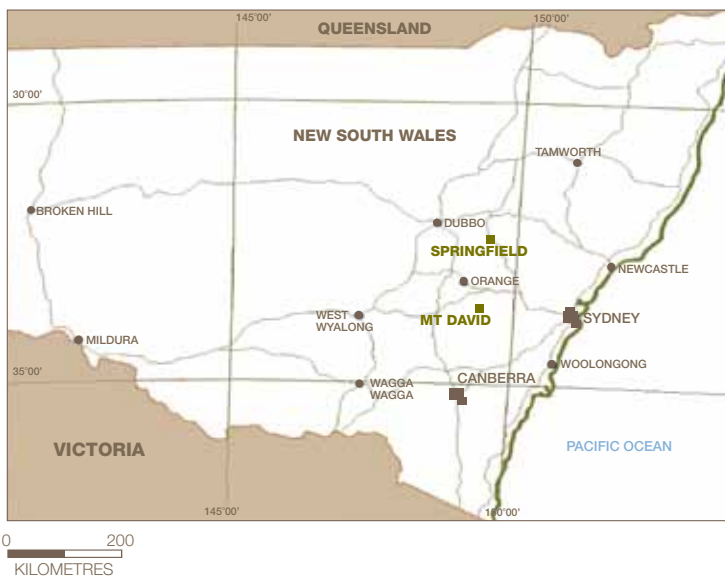 145°00'
150°00'
QUEENSLAND
30°00'
NEW SOUTH WALES
TAMWORTH
BROKEN HILL
DUBBO
SPRINGFIELD
NEWCASTLE
ORANGE
WEST
WYALONG
MT DAVID
SYDNEY
MILDURA
WOOLONGONG
35°00'
WAGGA
WAGGA
CANBERRA
VICTORIA
PACIFIC OCEAN
145°00'
150°00'
0 200
KILOMETRES